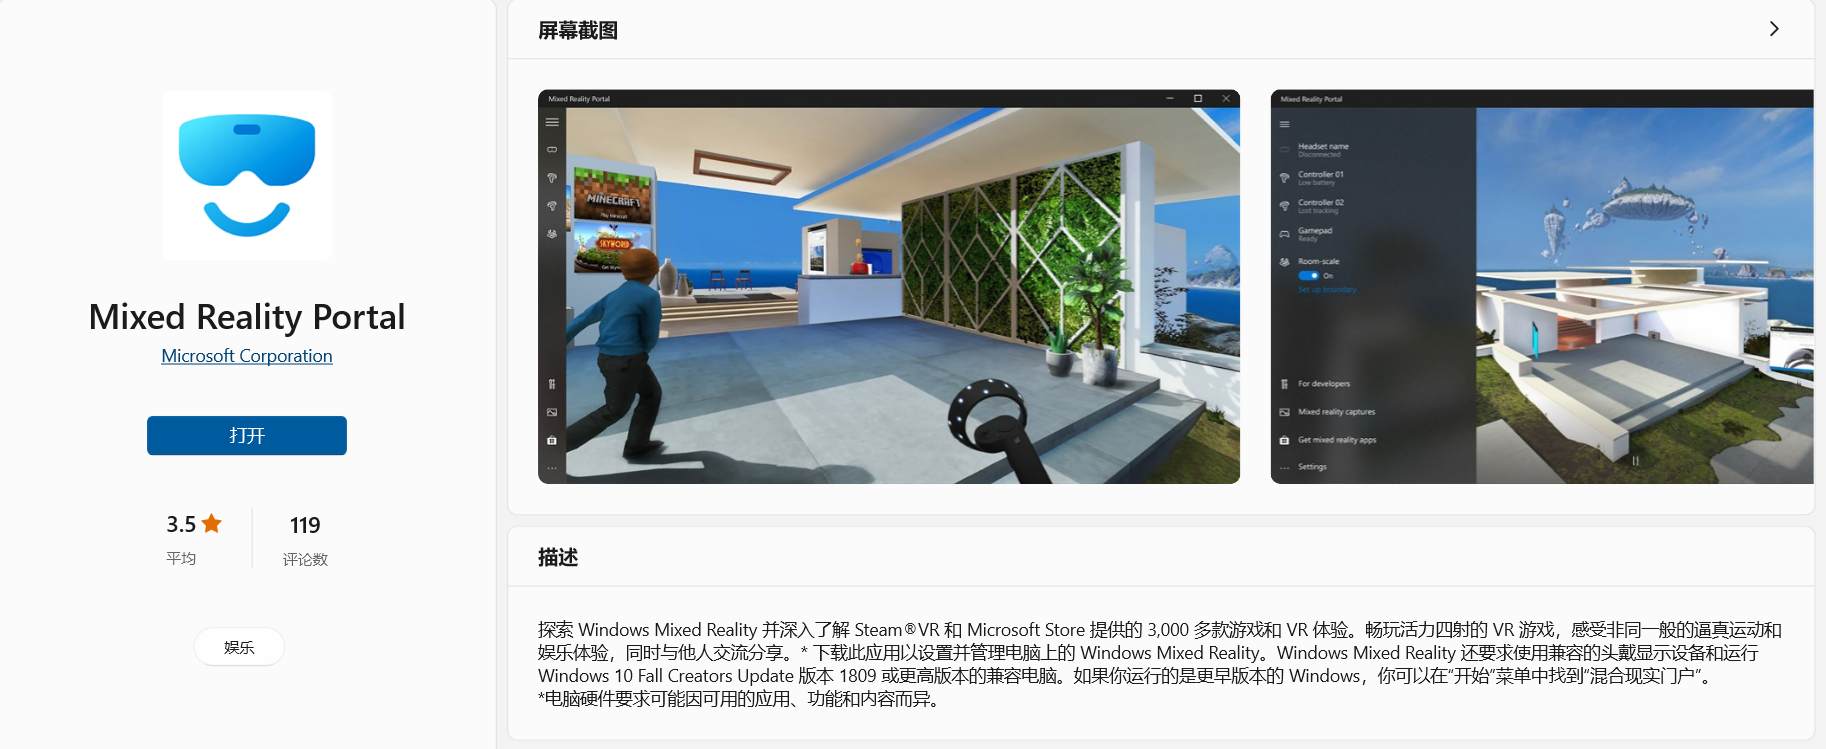 Mixed Reality Portal
Microsoft Corporation
打开
3.5
平均
119
评论数
娱乐
屏幕截图
Mixed Reality Portal
MINECRAFT
Play Minecraft
SKYWORLD
Mixed Reality Portal
Headset name
Disconnected
Controller 01
Low battery
Controller 02
Lost tracking
Gamepad
Ready
Room-scale
On
Set up boundary
For developers
Mixed reality captures
Get mixed reality apps
Settings
描述
探索 Windows Mixed Reality 并深入了解 Steam®VR 和 Microsoft Store 提供的 3,000 多款游戏和 VR 体验。畅玩活力四射的 VR 游戏，感受非同一般的逼真运动和
娱乐体验，同时与他人交流分享。* 下载此应用以设置并管理电脑上的 Windows Mixed Reality。Windows Mixed Reality 还要求使用兼容的头戴显示设备和运行
Windows 10 Fall Creators Update 版本 1809 或更高版本的兼容电脑。如果你运行的是更早版本的 Windows，你可以在“开始”菜单中找到“混合现实门户”。
*电脑硬件要求可能因可用的应用、功能和内容而异。